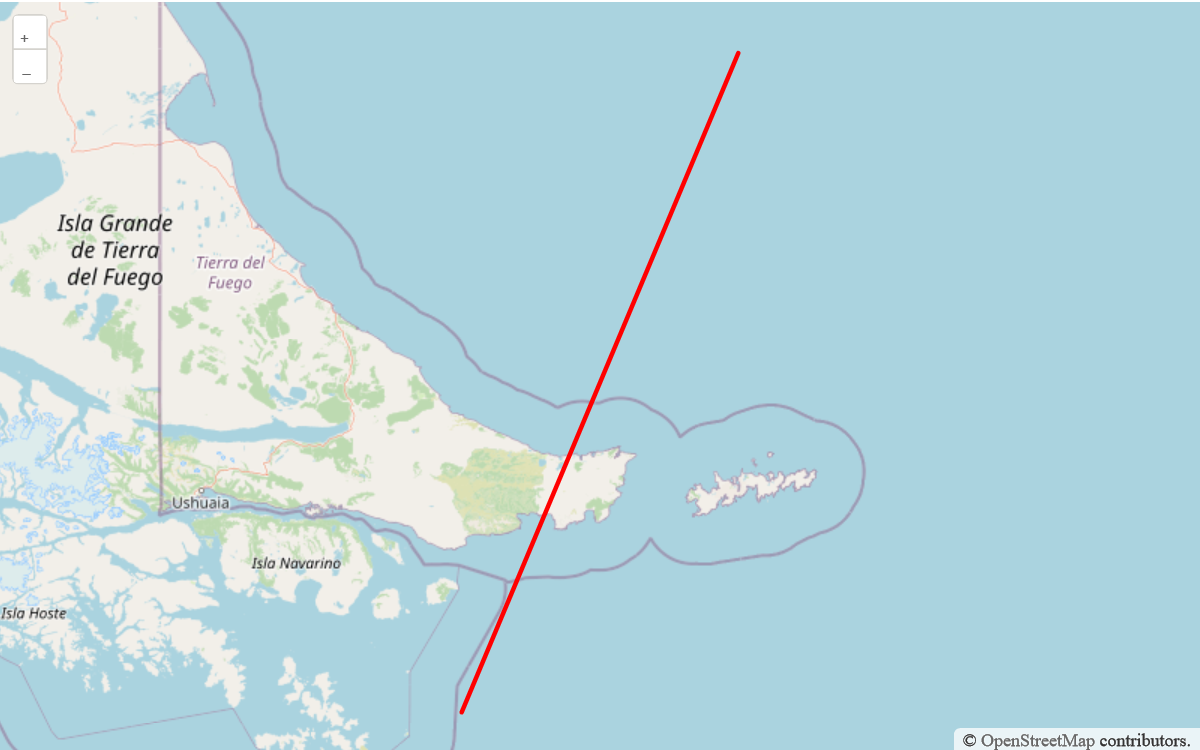 +
–
Isla Grande
de Tierra
del Fuego
Tierra del
Fuego
Ushuaia
Isla Navarino
Isla Hoste
© OpenStreetMap contributors.